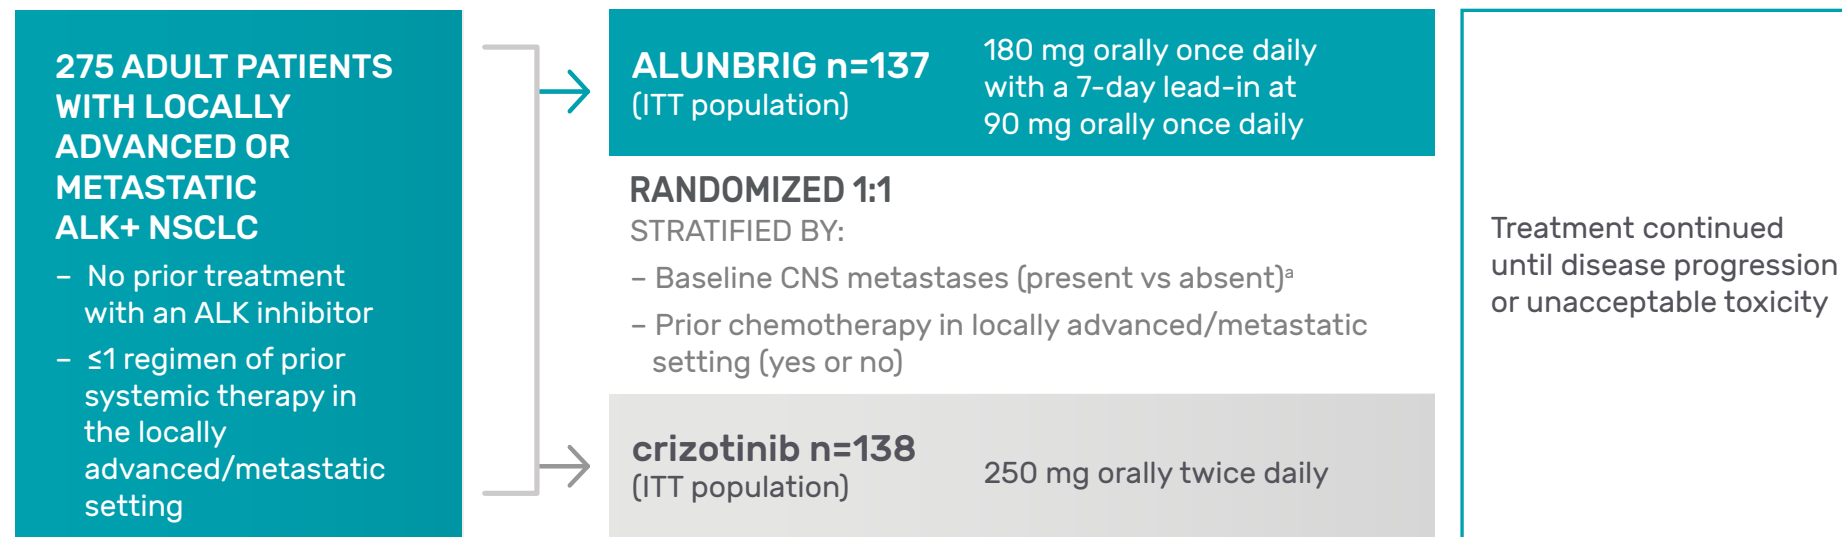 275 ADULT PATIENTS
WITH LOCALLY
ADVANCED OR
METASTATIC
ALK+ NSCLC
– No prior treatment
with an ALK inhibitor
– ≤1 regimen of prior
systemic therapy in
the locally
advanced/metastatic
setting
ALUNBRIG n=137
(ITT population)
180 mg orally once daily
with a 7-day lead-in at
90 mg orally once daily
RANDOMIZED 1:1
STRATIFIED BY:
– Baseline CNS metastases (present vs absent)ᵃ
– Prior chemotherapy in locally advanced/metastatic
setting (yes or no)
crizotinib n=138
(ITT population)
250 mg orally twice daily
Treatment continued
until disease progression
or unacceptable toxicity